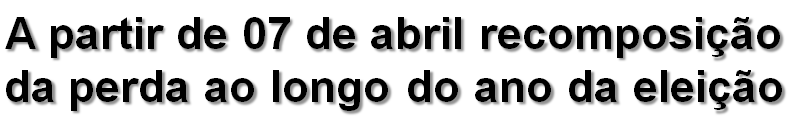 A partir de 07 de abril recomposição
da perda ao longo do ano da eleição